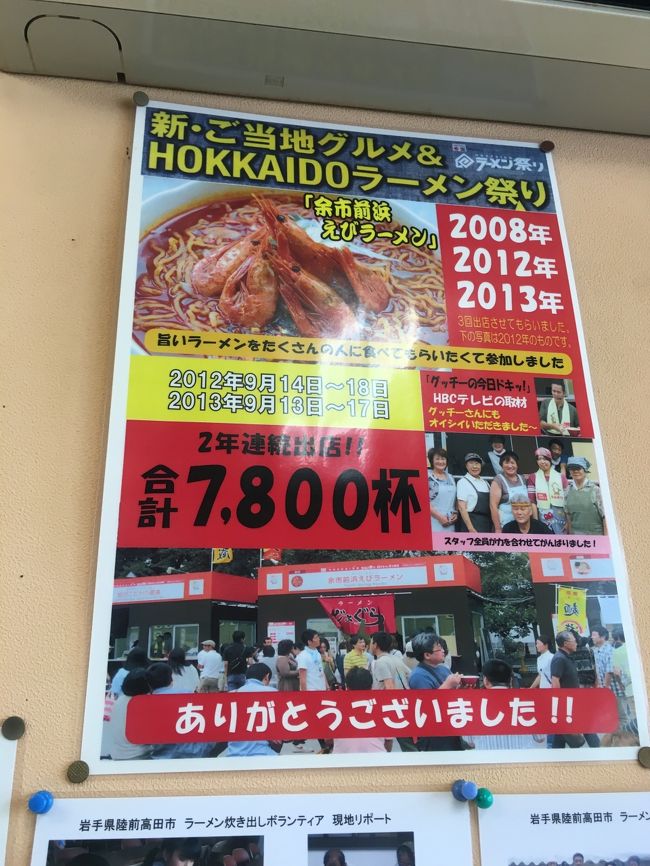 新・ご当地グルメ&
HOKKAIDOラーメン祭り
ラーメン祭り
「余市前浜
えびラーメン」
2008年
2012年
2013年
3回出店させてもらいました。
下の写真は2012年のものです。
旨いラーメンをたくさんの人に食べてもらいたくて参加しました
2012年9月14日～18日
2013年9月13日～17日
「グッチーの今日ドキッ!」
HBCテレビの取材
グッチーさんにも
オイシイいただきました～
2年連続出店!!
合計7,800杯
スタッフ全員が力を合わせてがんばりました!
余市前浜えびラーメン
ラーメン
ありがとうございました!!
岩手県陸前高田市 ラーメン炊き出しボランティア 現地リポート
岩手県陸前高田市 ラーメ